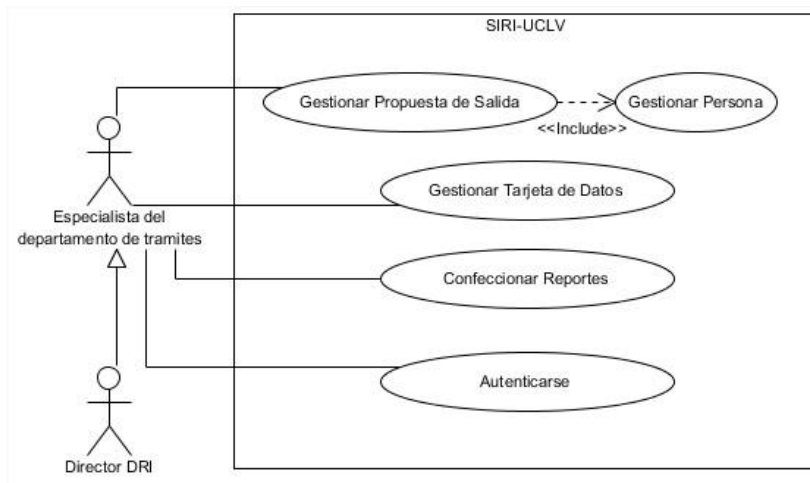 SIRI-UCLV
Gestionar Propuesta de Salida
Gestionar Persona
<<Include>>
Gestionar Tarjeta de Datos
Especialista del
departamento de tramites
Confeccionar Reportes
Autenticarse
Director DRI